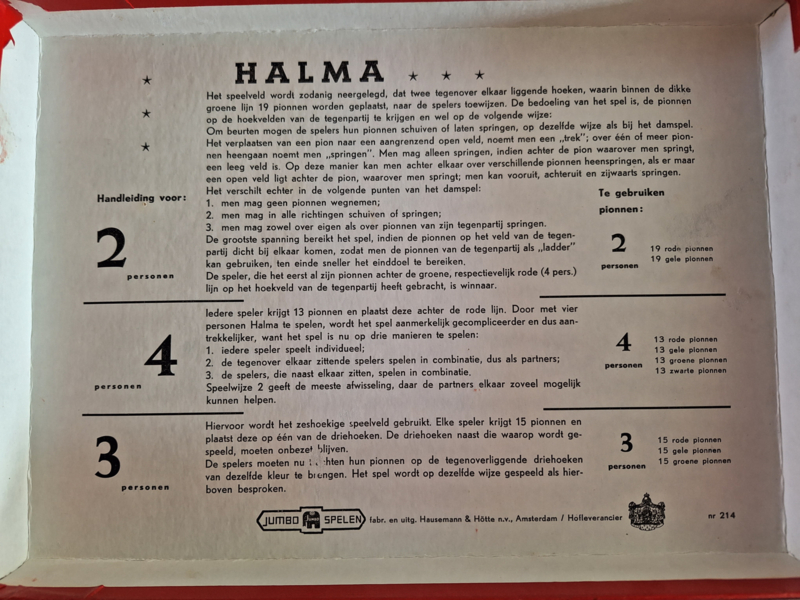 HALMA
Het speelveld wordt zodanig neergelegd, dat twee tegenover elkaar liggende hoeken, waarin binnen de dikke
groene lijn 19 pionnen worden geplaatst, naar de spelers toewijzen. De bedoeling van het spel is, de pionnen
op de hoekvelden van de tegenpartij te krijgen en wel op de volgende wijze:
Om beurten mogen de spelers hun pionnen schuiven of laten springen, op dezelfde wijze als bij het damspel.
Het verplaatsen van een pion naar een aangrenzend open veld, noemt men een „trek"; over één of meer pion-
nen heengaan noemt men „springen". Men mag alleen springen, indien achter de pion waarover men springt,
een leeg veld is. Op deze manier kan men achter elkaar over verschillende pionnen heenspringen, als er maar
een open veld ligt achter de pion, waarover men springt; men kan vooruit, achteruit en zijwaarts springen.
Het verschilt echter in de volgende punten van het damspel:
Handleiding voor:
2
personen
1. men mag geen pionnen wegnemen;
2. men mag in alle richtingen schuiven of springen;
3. men mag zowel over eigen als over pionnen van zijn tegenpartij springen.
De grootste spanning bereikt het spel, indien de pionnen op het veld van de tegen-
partij dicht bij elkaar komen, zodat men de pionnen van de tegenpartij als „ladder"
kan gebruiken, ten einde sneller het einddoel te bereiken.
De speler, die het eerst al zijn pionnen achter de groene, respectievelijk rode (4 pers.)
lijn op het hoekveld van de tegenpartij heeft gebracht, is winnaar.
Te gebruiken
pionnen:
2
personen
19 rode pionnen
19 gele pionnen
4
personen
Iedere speler krijgt 13 pionnen en plaatst deze achter de rode lijn. Door met vier
personen Halma te spelen, wordt het spel aanmerkelijk gecompliceerder en dus aan-
trekkelijker, want het spel is nu op drie manieren te spelen:
1. iedere speler speelt individueel;
2. de tegenover elkaar zittende spelers spelen in combinatie, dus als partners;
3. de spelers, die naast elkaar zitten, spelen in combinatie.
Speelwijze 2 geeft de meeste afwisseling, daar de partners elkaar zoveel mogelijk
kunnen helpen.
4
personen
13 rode pionnen
13 gele pionnen
13 groene pionnen
13 zwarte pionnen
3
personen
Hiervoor wordt het zeshoekige speelveld gebruikt. Elke speler krijgt 15 pionnen en
plaatst deze op één van de driehoeken. De driehoeken naast die waarop wordt ge-
speeld, moeten onbezet blijven.
De spelers moeten nu hun pionnen op de tegenoverliggende driehoeken
van dezelfde kleur te brengen. Het spel wordt op dezelfde wijze gespeeld als hier-
boven besproken.
3
personen
15 rode pionnen
15 gele pionnen
15 groene pionnen
JUMBO SPELEN fabr. en uitg. Hausemann & Hötte n.v., Amsterdam / Hofleverancier
nr 214